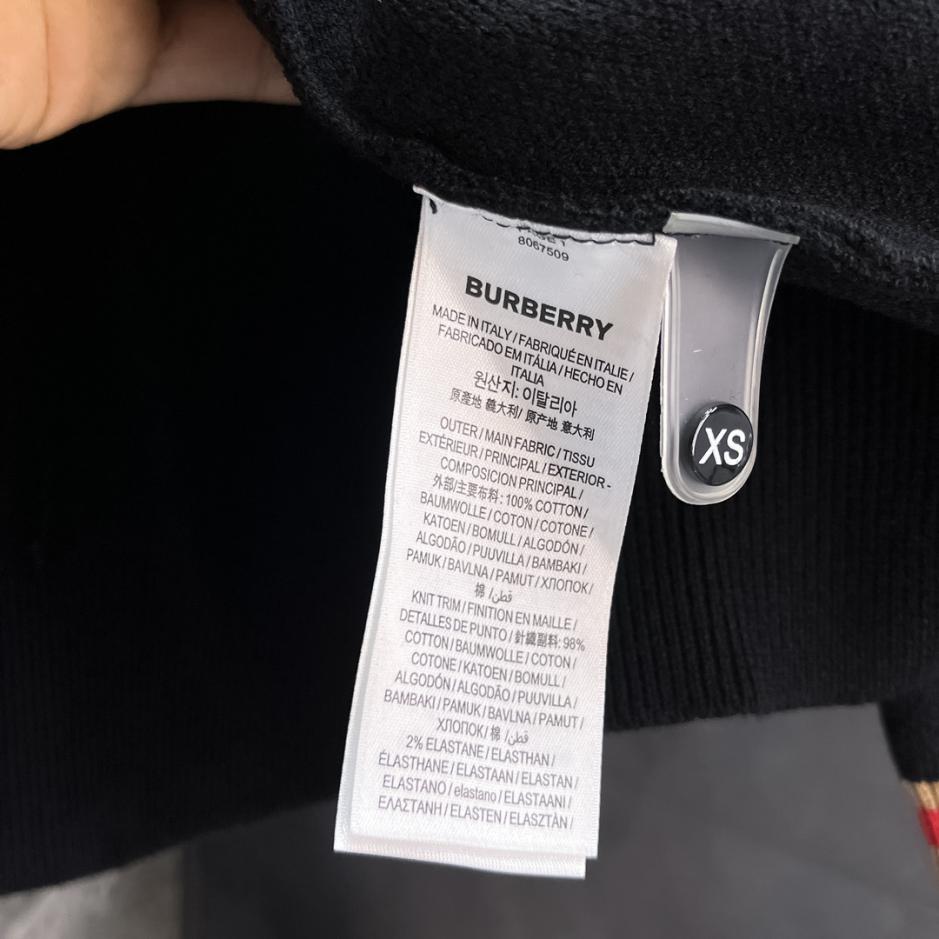 8067509
BURBERRY
MADE IN ITALY / FABRIQUÉ EN ITALIE /
FABRICADO EM ITÁLIA / HECHO EN
ITALIA
원산지: 이탈리아
原產地 義大利/ 原产地 意大利
OUTER / MAIN FABRIC / TISSU
EXTÉRIEUR / PRINCIPAL / EXTERIOR -
COMPOSICION PRINCIPAL /
外部/主要布料: 100% COTTON /
BAUMWOLLE / COTON / COTONE /
KATOEN / BOMULL / ALGODÓN /
ALGODÃO / PUUVILLA / BAMBAKI /
PAMUK / BAVLNA / PAMUT / ХЛОПОК /
棉 / قطن /
KNIT TRIM / FINITION EN MAILLE /
DETALLES DE PUNTO / 針織副料: 98%
COTTON / BAUMWOLLE / COTON /
COTONE / KATOEN / BOMULL /
ALGODÓN / ALGODÃO / PUUVILLA /
BAMBAKI / PAMUK / BAVLNA / PAMUT /
ХЛОПОК / 棉 / قطن /
2% ELASTANE / ELASTHAN /
ÉLASTHANE / ELASTAAN / ELASTAN /
ELASTANO / elastano / ELASTAANI /
ΕΛΑΣΤΑΝΗ / ELASTEN / ELASZTÁN /
XS